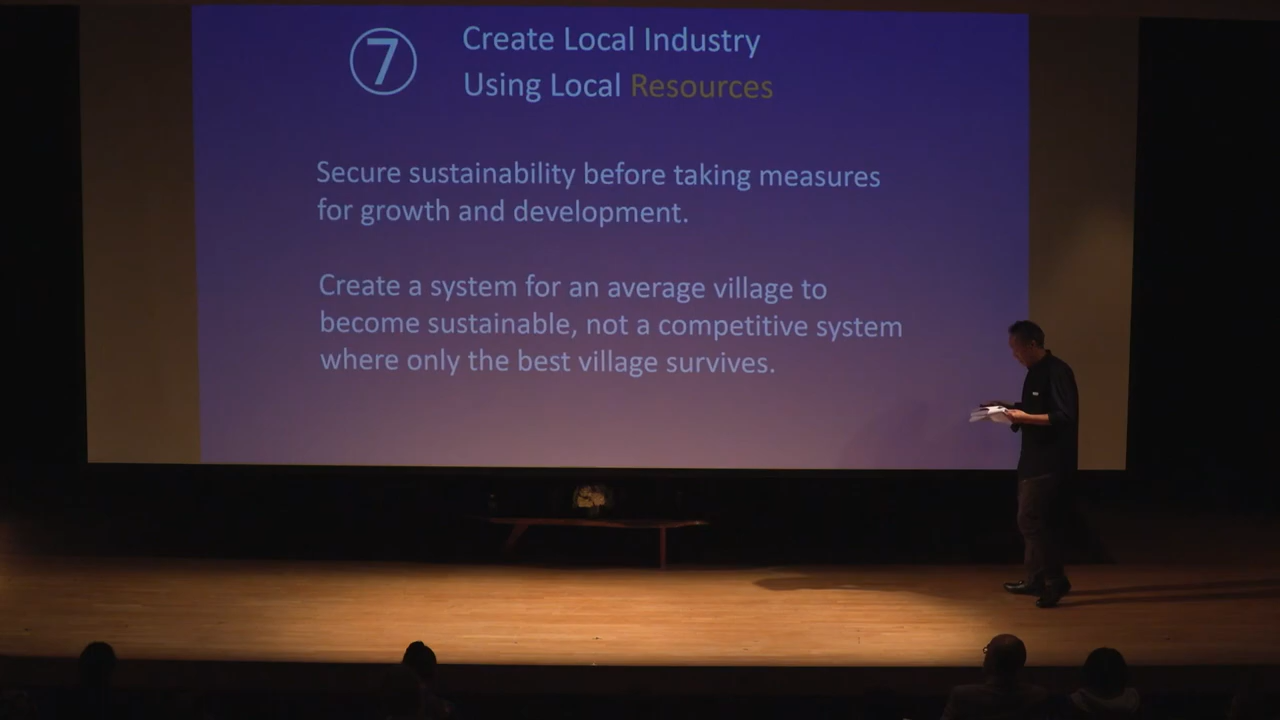 ⑦ Create Local Industry
Using Local Resources
Secure sustainability before taking measures
for growth and development.
Create a system for an average village to
become sustainable, not a competitive system
where only the best village survives.